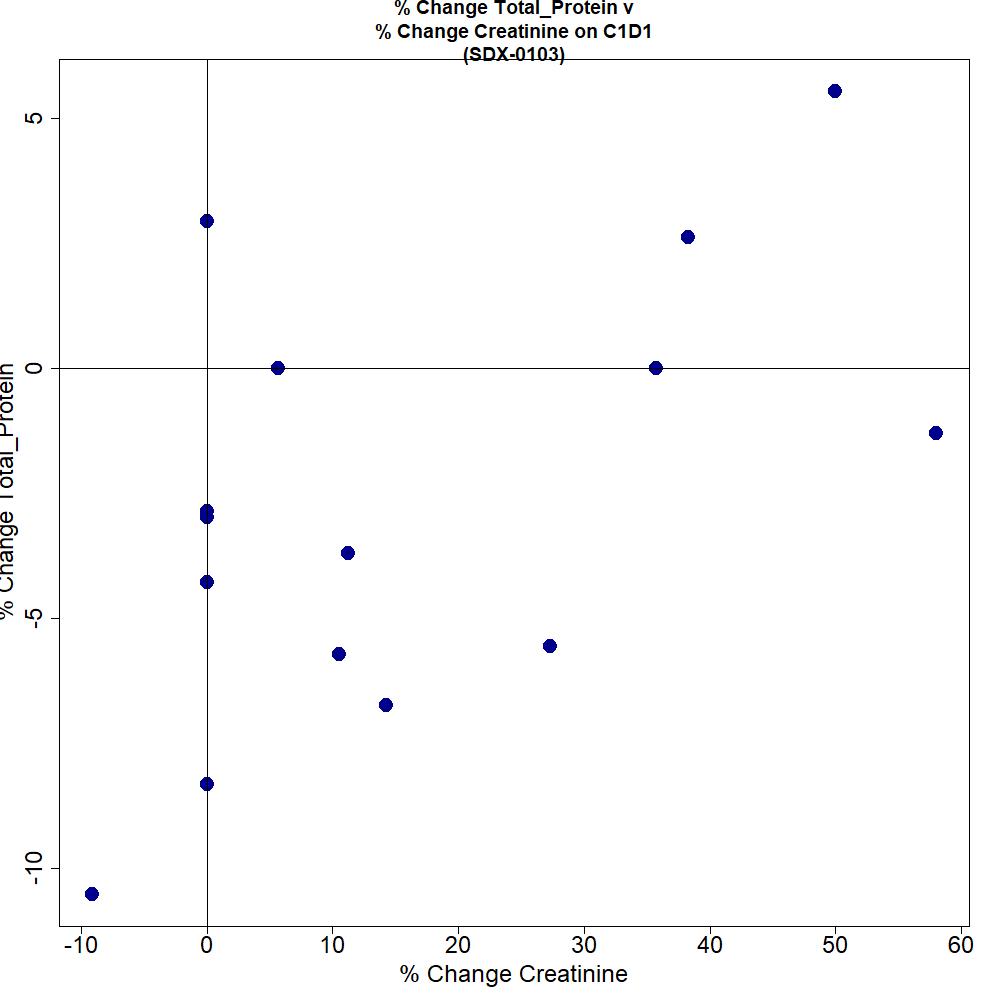 % Change Total_Protein v
% Change Creatinine on C1D1
(SDX-0103)
% Change Total_Protein
5
0
-5
-10
-10 0 10 20 30 40 50 60
% Change Creatinine